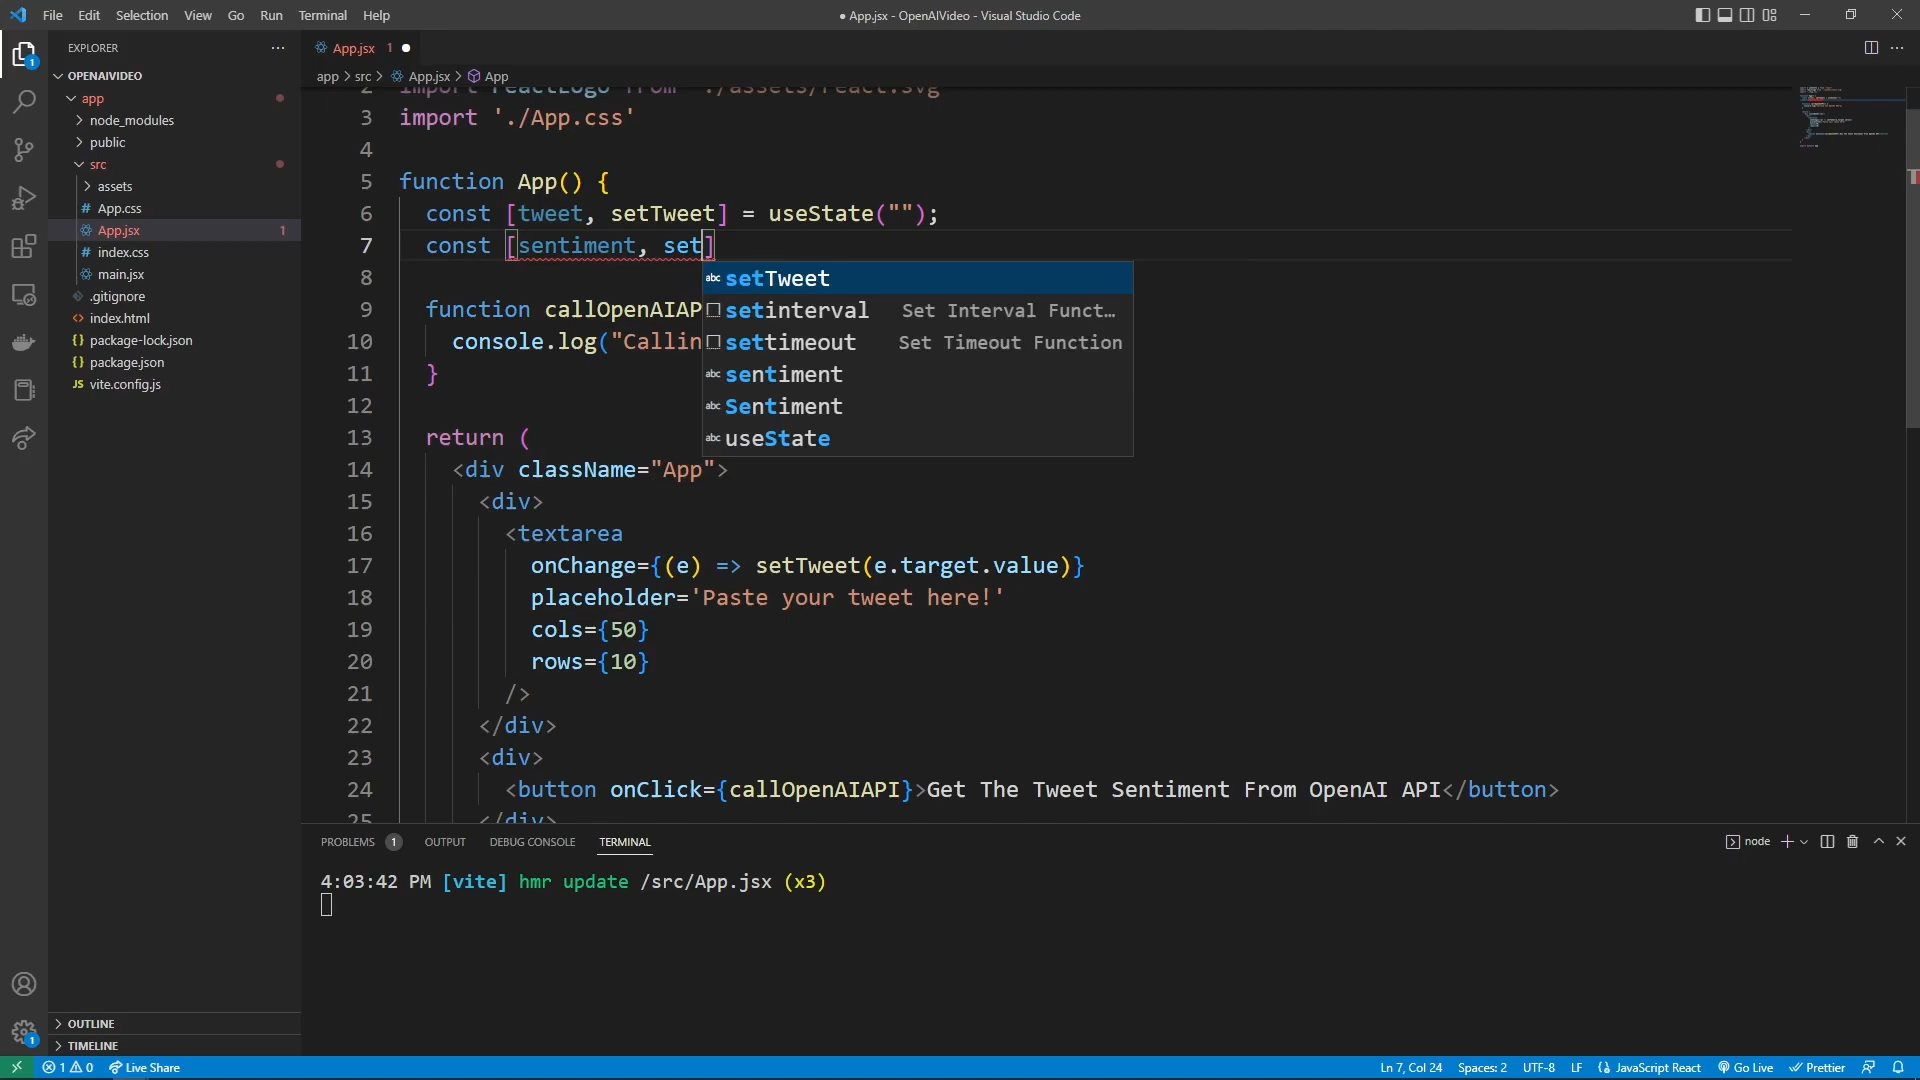 File Edit Selection View Go Run Terminal Help
● App.jsx - OpenAIVideo - Visual Studio Code
EXPLORER
OPENAIVIDEO
app
node_modules
public
src
assets
# App.css
App.jsx 1
# index.css
main.jsx
.gitignore
<> index.html
{} package-lock.json
{} package.json
JS vite.config.js
OUTLINE
TIMELINE
1
1
App.jsx 1 ●
app > src > App.jsx > App
2 import reactLogo from './assets/react.svg
3 import './App.css'
4
5 function App() {
6 const [tweet, setTweet] = useState("");
7 const [sentiment, set]
8
9 function callOpenAIAP
10 console.log("Callin
11 }
12
13 return (
14 <div className="App">
15 <div>
16 <textarea
17 onChange={(e) => setTweet(e.target.value)}
18 placeholder='Paste your tweet here!'
19 cols={50}
20 rows={10}
21 />
22 </div>
23 <div>
24 <button onClick={callOpenAIAPI}>Get The Tweet Sentiment From OpenAI API</button>
25 </div>
abc setTweet
setinterval Set Interval Funct…
settimeout Set Timeout Function
abc sentiment
abc Sentiment
abc useState
PROBLEMS 1 OUTPUT DEBUG CONSOLE TERMINAL
node
4:03:42 PM [vite] hmr update /src/App.jsx (x3)
1 0 Live Share
Ln 7, Col 24 Spaces: 2 UTF-8 LF {} JavaScript React Go Live Prettier